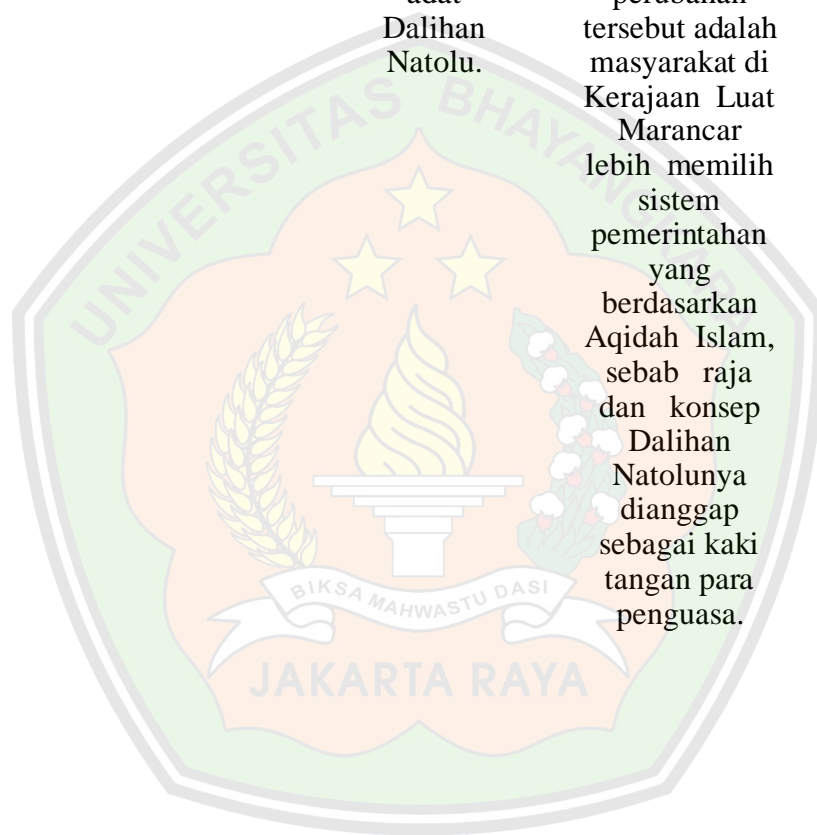 adat
Dalihan
Natolu.
perubahan
tersebut adalah
masyarakat di
Kerajaan Luat
Marancar
lebih memilih
sistem
pemerintahan
yang
berdasarkan
Aqidah Islam,
sebab raja
dan konsep
Dalihan
Natolunya
dianggap
sebagai kaki
tangan para
penguasa.
UNIVERSITAS BHAYANGKARA
BIKSA MAHWASTU DASI
JAKARTA RAYA